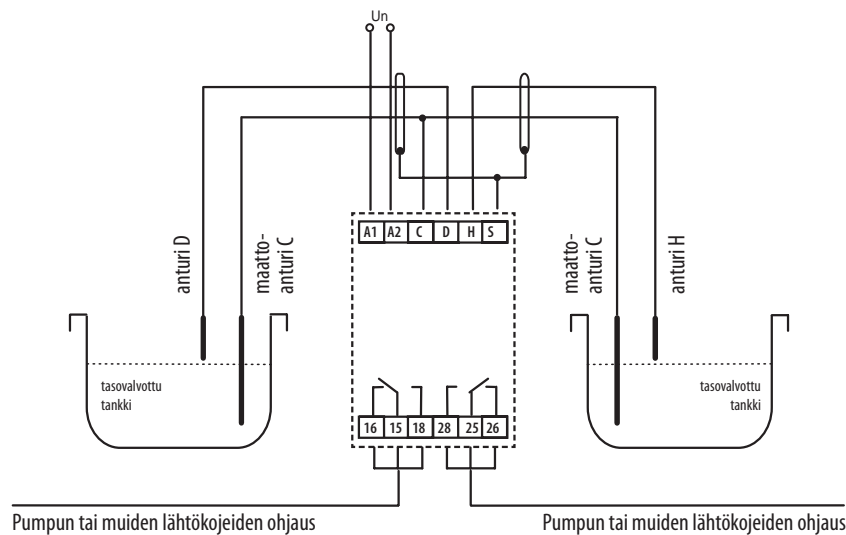 Un
A1 A2 C D H S
anturi D
maatto-
anturi C
maatto-
anturi C
anturi H
tasovalvottu
tankki
tasovalvottu
tankki
16 15 18 28 25 26
Pumpun tai muiden lähtökojeiden ohjaus
Pumpun tai muiden lähtökojeiden ohjaus